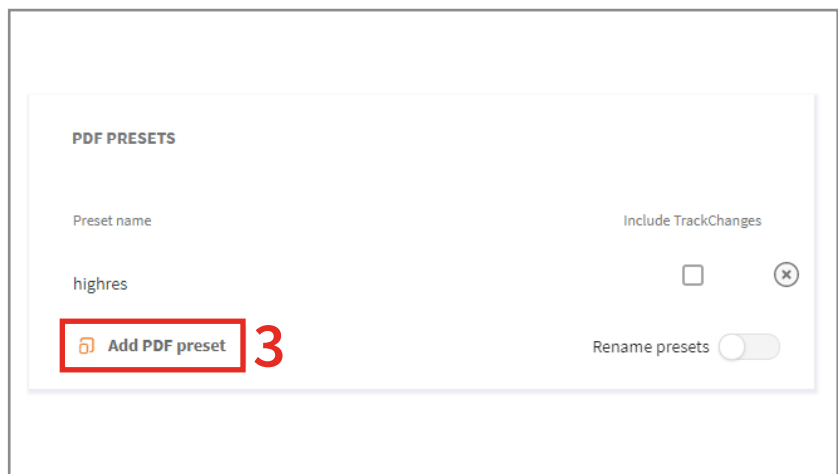 PDF PRESETS
Preset name Include TrackChanges
highres
Add PDF preset 3 Rename presets